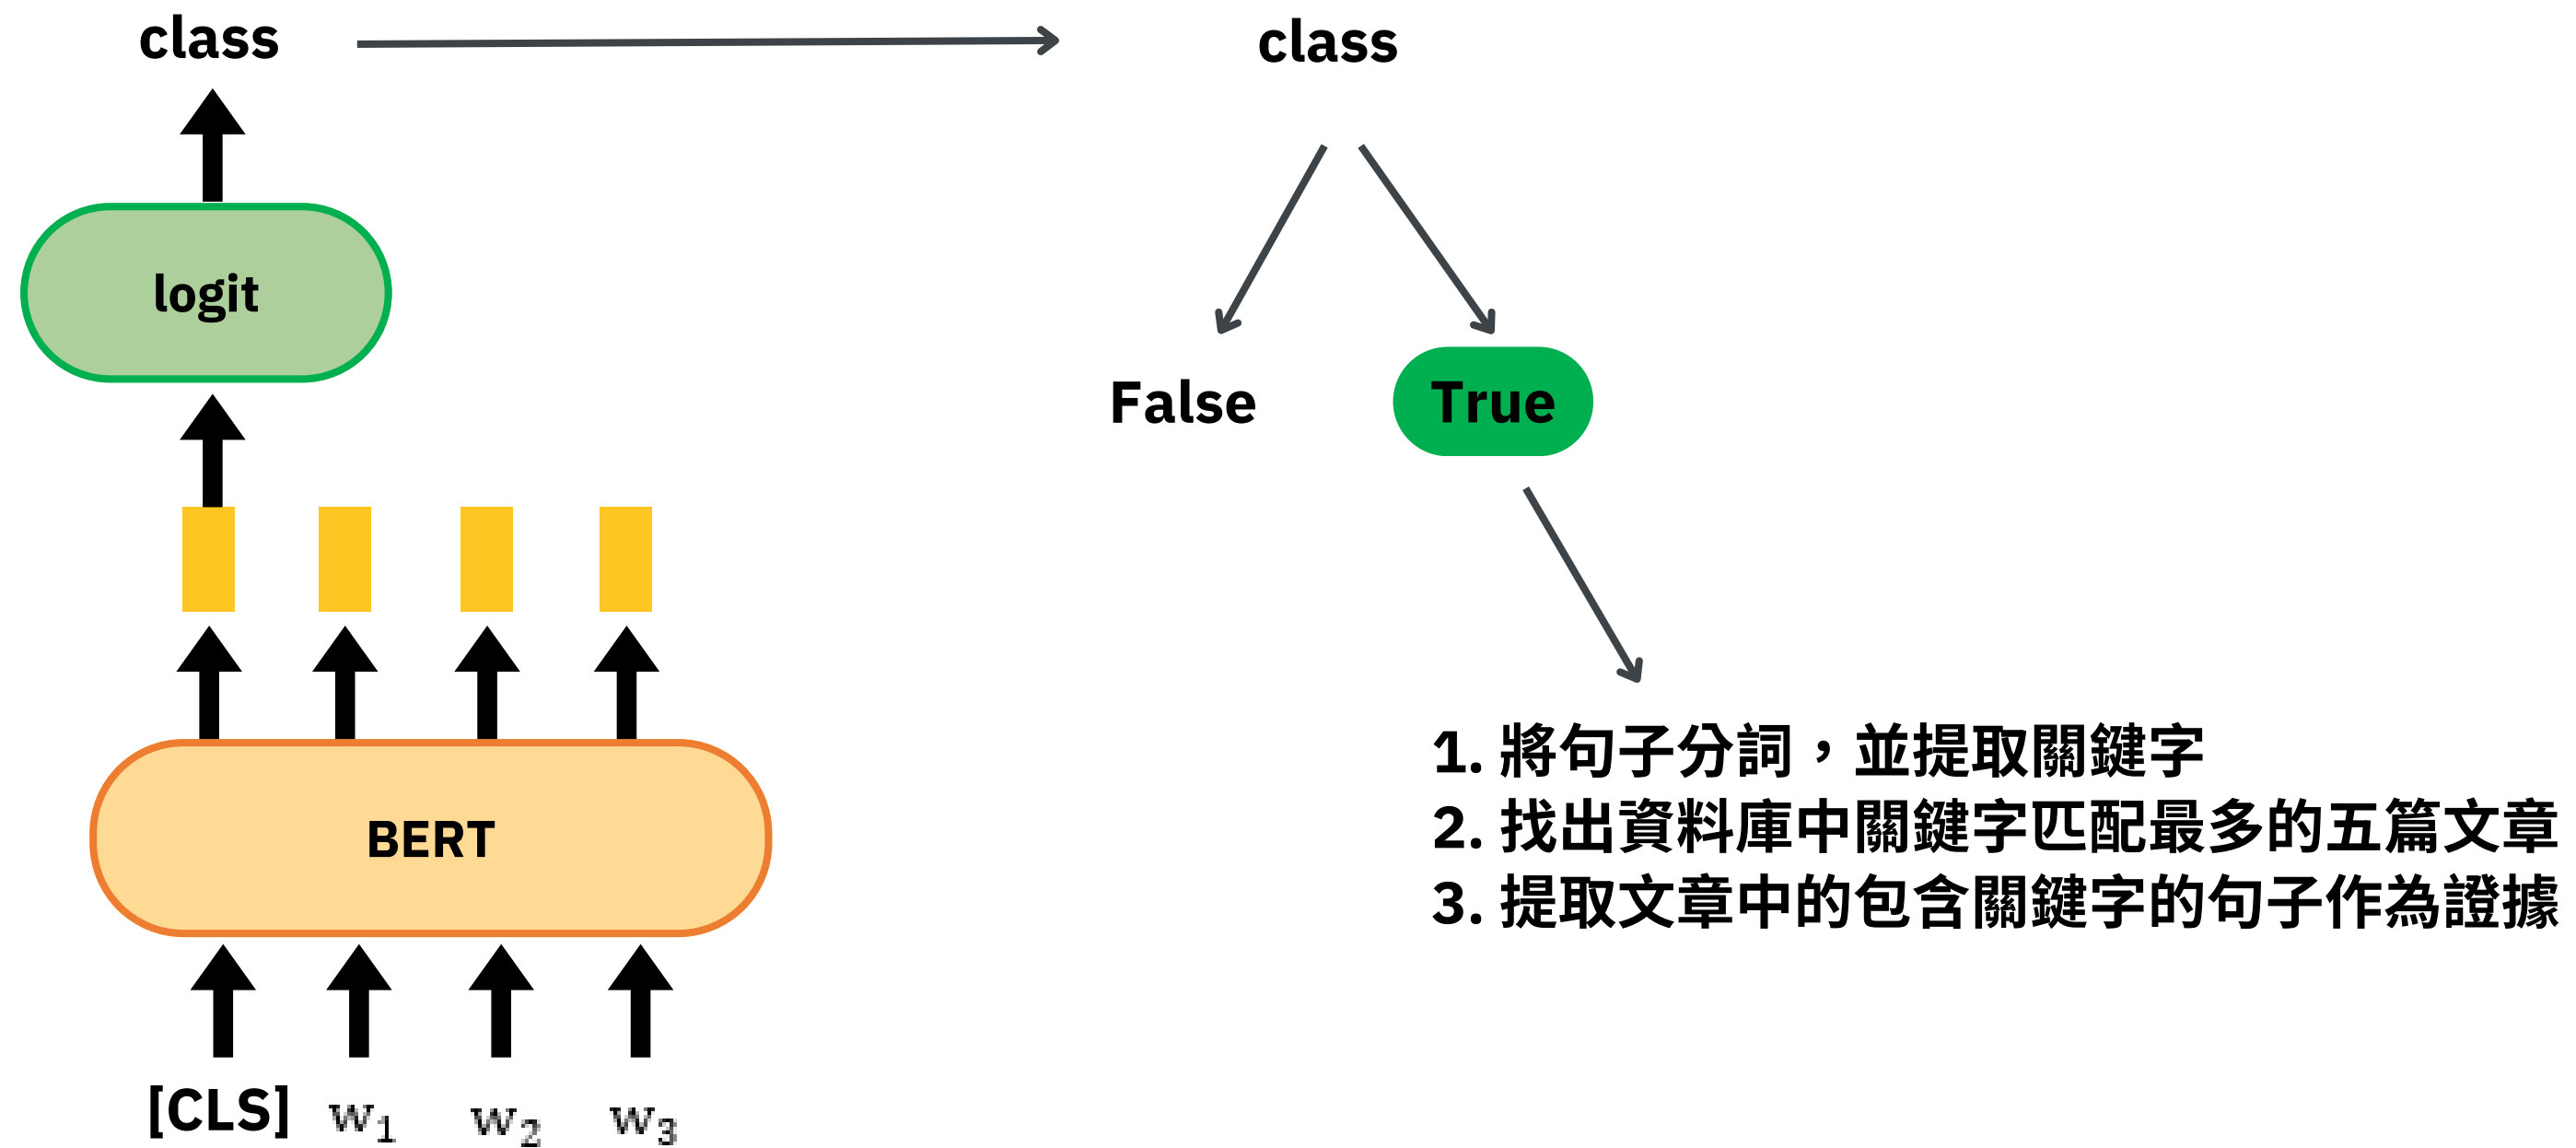 class
class
logit
False
True
BERT
1. 將句子分詞，並提取關鍵字
2. 找出資料庫中關鍵字匹配最多的五篇文章
3. 提取文章中的包含關鍵字的句子作為證據
[CLS] w₁ w₂ w₃